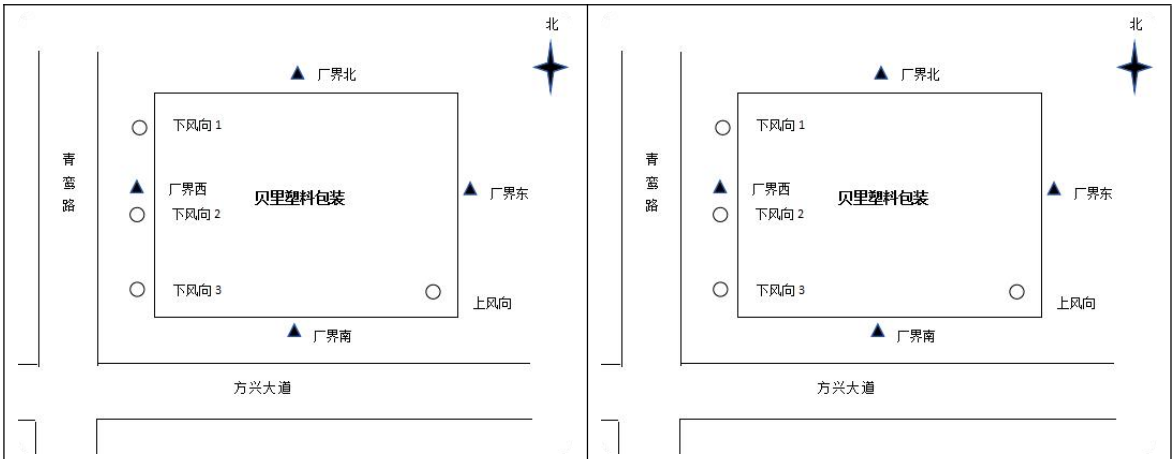 北
厂界北
下风向 1
青鸾路
厂界西
贝里塑料包装
厂界东
下风向 2
下风向 3
上风向
厂界南
方兴大道
北
厂界北
下风向 1
青鸾路
厂界西
贝里塑料包装
厂界东
下风向 2
下风向 3
上风向
厂界南
方兴大道